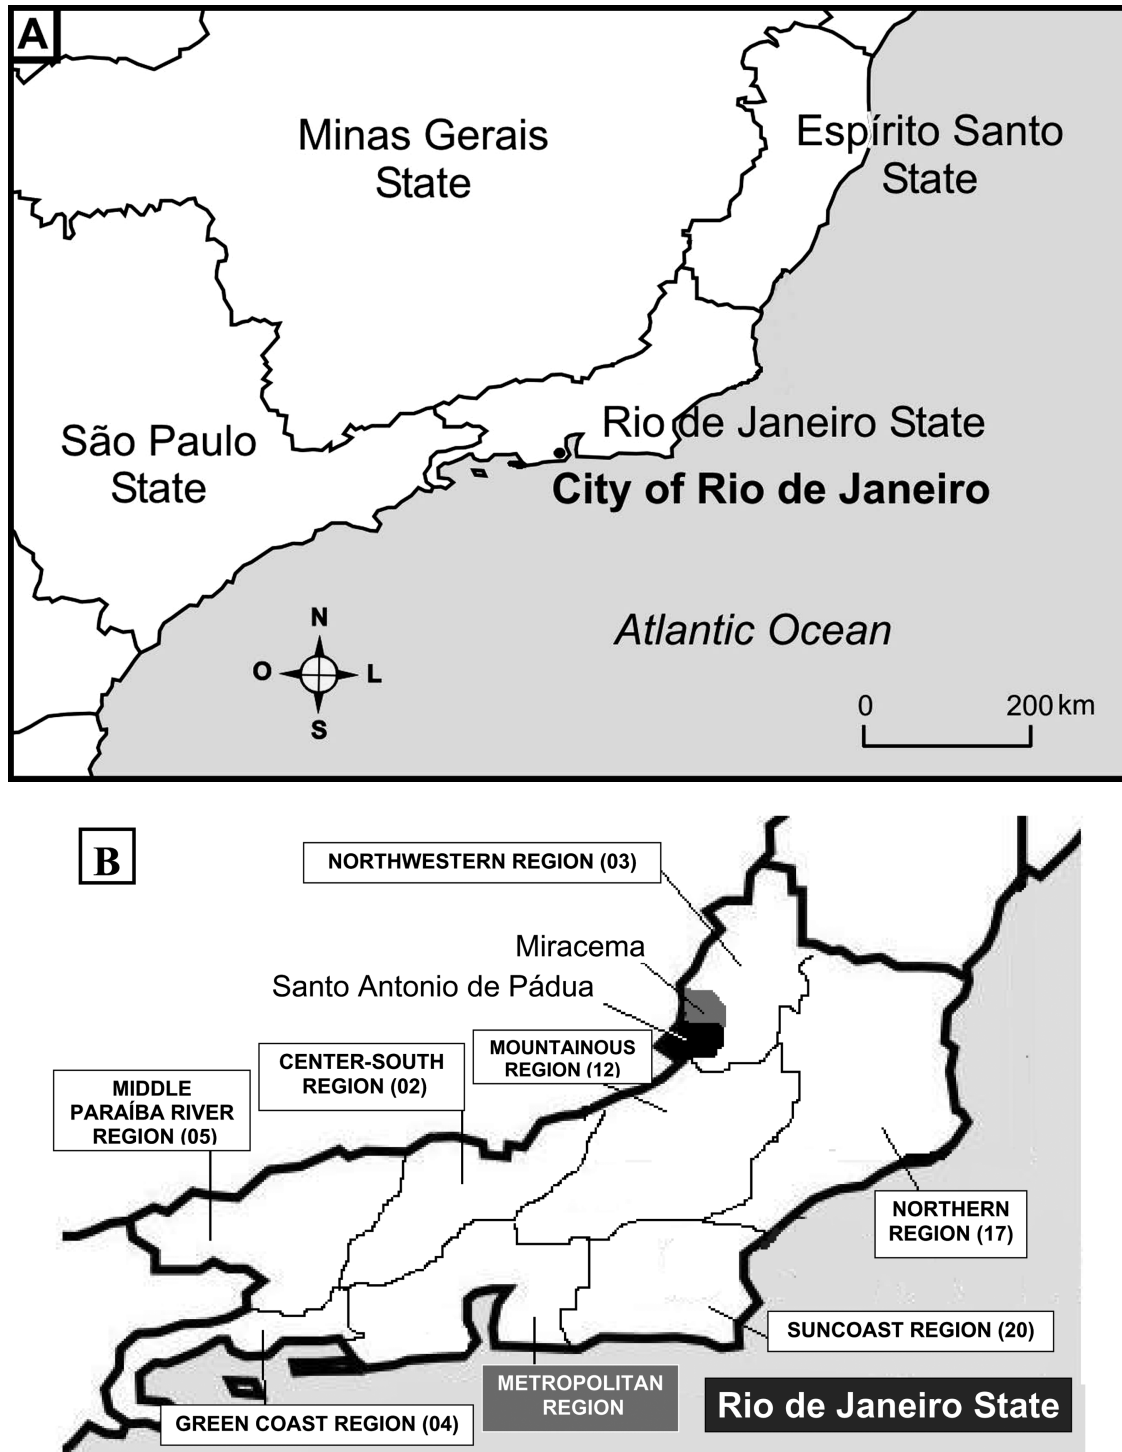 A
Minas Gerais
State
Espírito Santo
State
São Paulo
State
Rio de Janeiro State
City of Rio de Janeiro
Atlantic Ocean
N
O
L
S
0
200 km
B
NORTHWESTERN REGION (03)
Miracema
Santo Antonio de Pádua
MOUNTAINOUS
REGION (12)
CENTER-SOUTH
REGION (02)
MIDDLE
PARAÍBA RIVER
REGION (05)
NORTHERN
REGION (17)
SUNCOAST REGION (20)
METROPOLITAN
REGION
Rio de Janeiro State
GREEN COAST REGION (04)